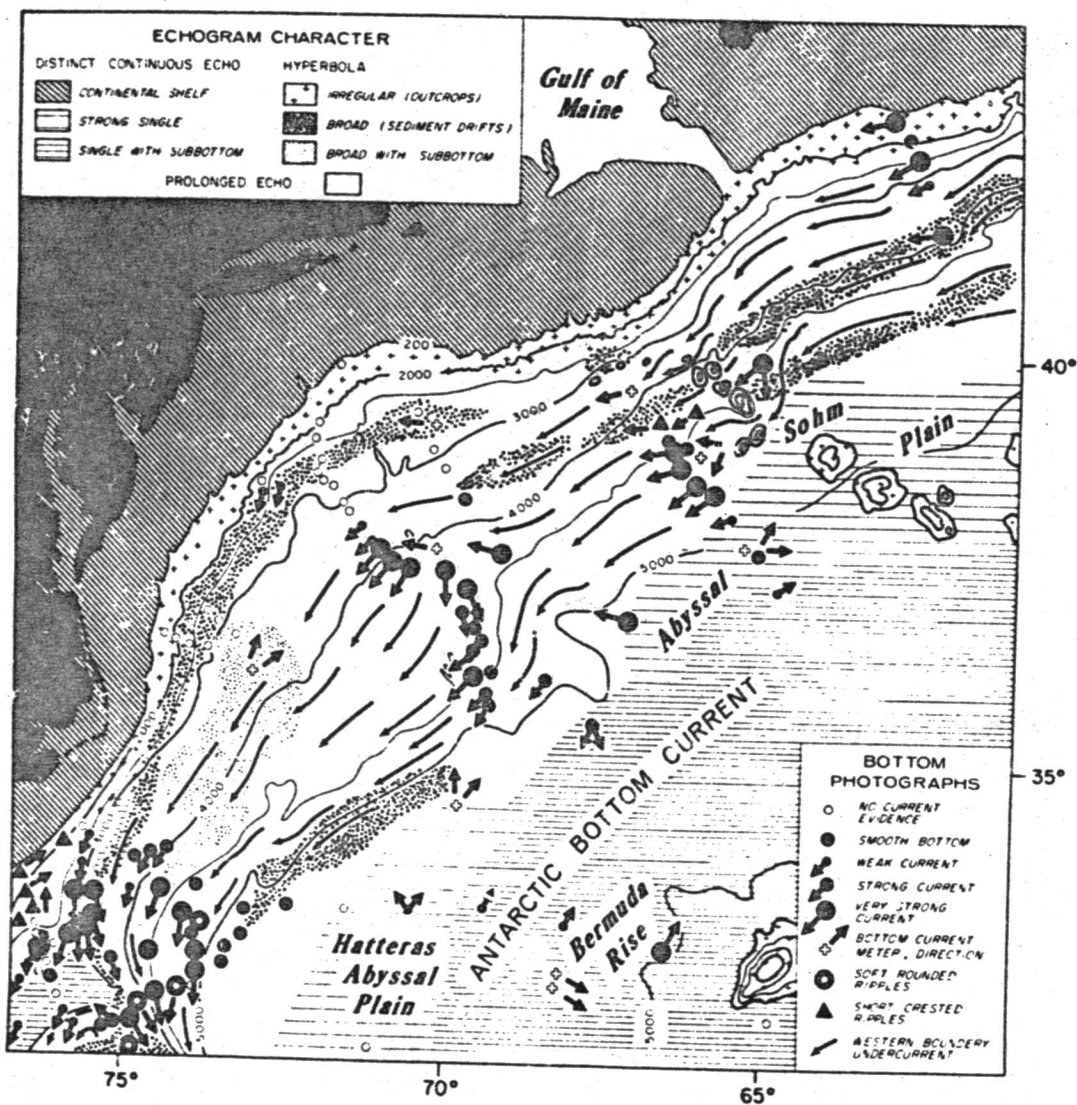 ECHOGRAM CHARACTER
DISTINCT CONTINUOUS ECHO
CONTINENTAL SHELF
STRONG SINGLE
SINGLE WITH SUBBOTTOM
HYPERBOLA
IRREGULAR (OUTCROPS)
BROAD (SEDIMENT DRIFTS)
BROAD WITH SUBBOTTOM
PROLONGED ECHO
Gulf of
Maine
200
2000
3000
4000
5000
40°
Sohm
Plain
Abyssal
35°
ANTARCTIC BOTTOM CURRENT
4000
Hatteras
Abyssal
Plain
Bermuda
Rise
5000
5000
BOTTOM
PHOTOGRAPHS
NO CURRENT
EVIDENCE
SMOOTH BOTTOM
WEAK CURRENT
STRONG CURRENT
VERY STRONG
CURRENT
BOTTOM CURRENT
METER, DIRECTION
SOFT ROUNDED
RIPPLES
SHORT CRESTED
RIPPLES
WESTERN BOUNDERY
UNDERCURRENT
75°
70°
65°